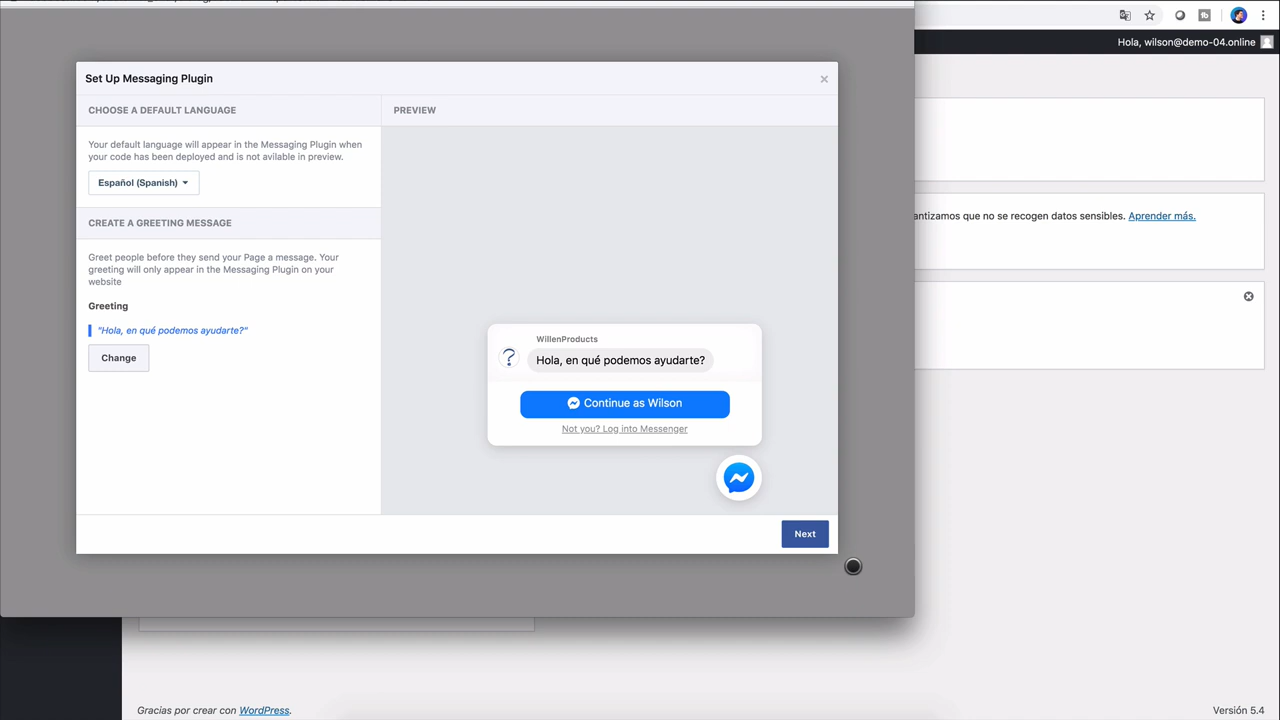 Hola, wilson@demo-04.online
Set Up Messaging Plugin
CHOOSE A DEFAULT LANGUAGE
PREVIEW
Your default language will appear in the Messaging Plugin when
your code has been deployed and is not avilable in preview.
Español (Spanish)
CREATE A GREETING MESSAGE
Greet people before they send your Page a message. Your
greeting will only appear in the Messaging Plugin on your
website
Greeting
"Hola, en qué podemos ayudarte?"
Change
WillenProducts
?
Hola, en qué podemos ayudarte?
Continue as Wilson
Not you? Log into Messenger
Next
antizamos que no se recogen datos sensibles. Aprender más.
Gracias por crear con WordPress.
Versión 5.4